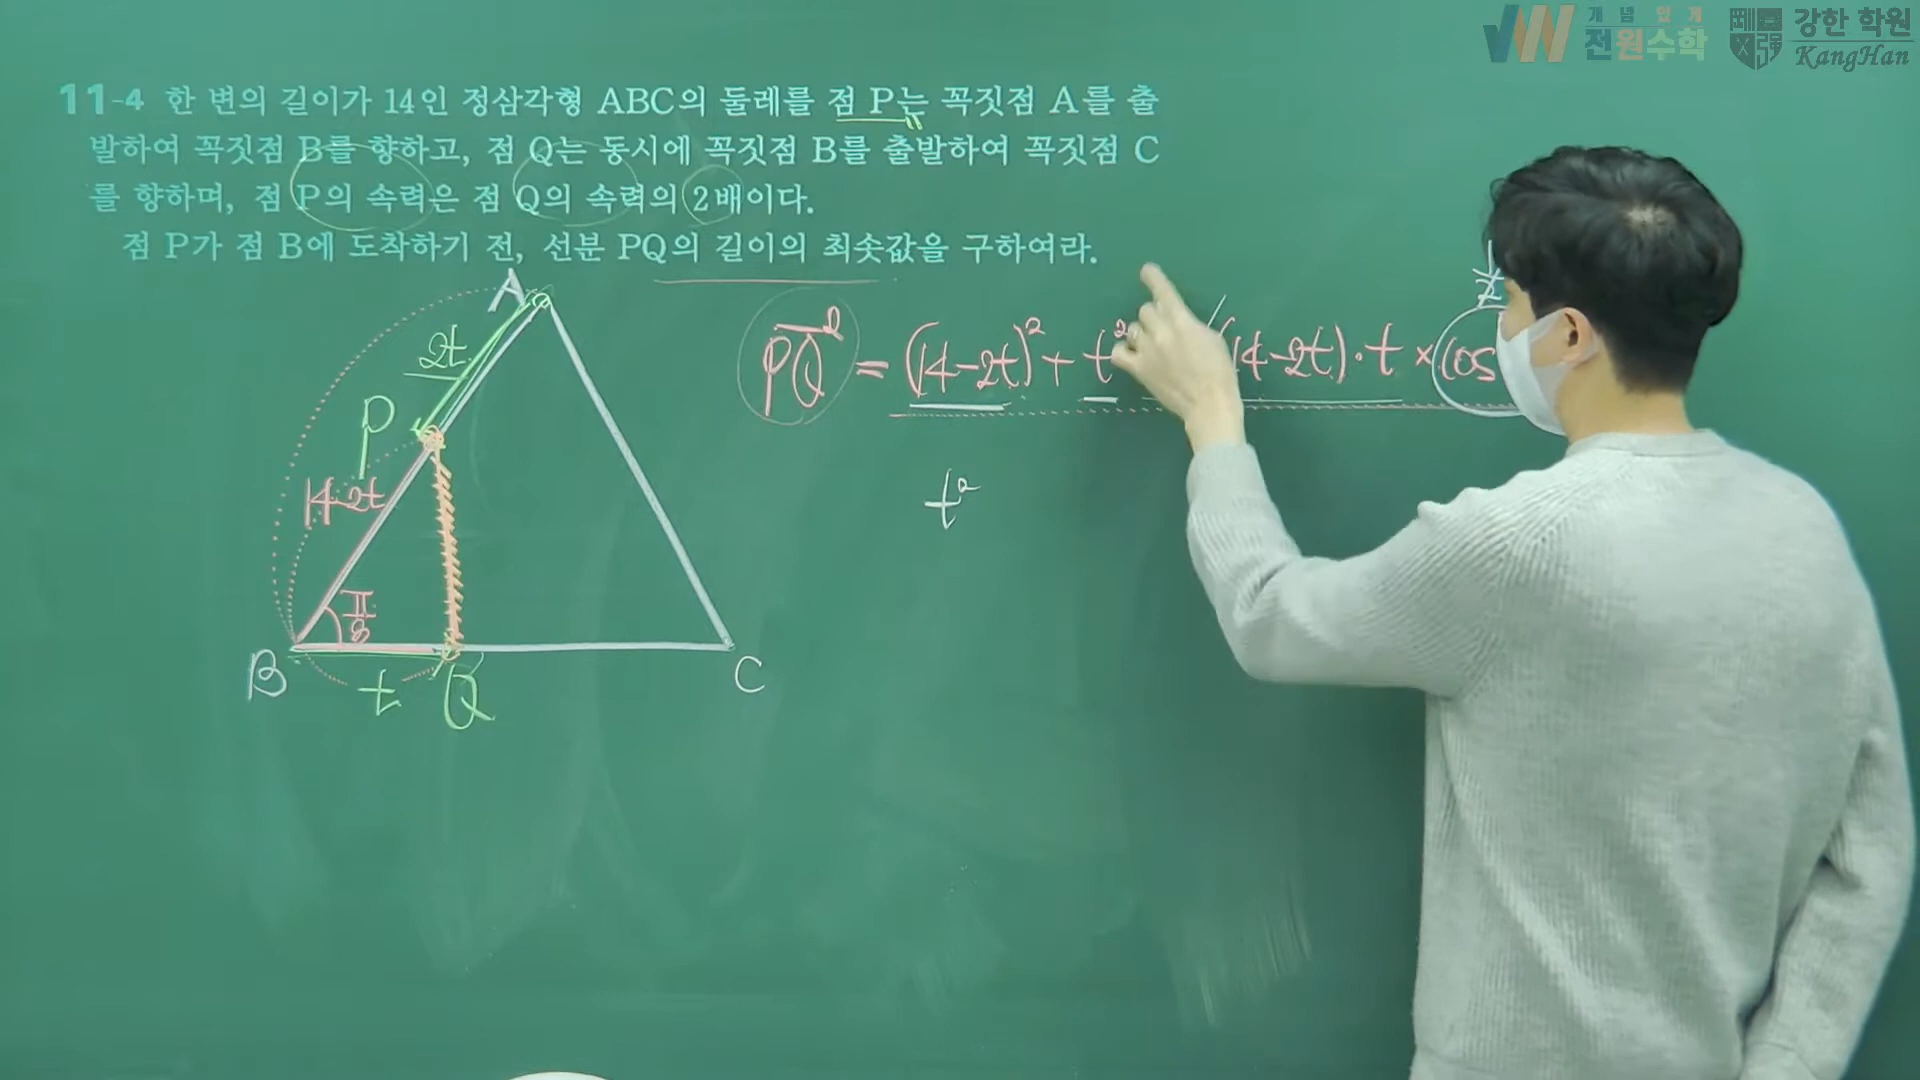 개념 있게
전원수학
강한 학원
KangHan
11-4 한 변의 길이가 14인 정삼각형 ABC의 둘레를 점 P는 꼭짓점 A를 출
발하여 꼭짓점 B를 향하고, 점 Q는 동시에 꼭짓점 B를 출발하여 꼭짓점 C
를 향하며, 점 P의 속력은 점 Q의 속력의 2배이다.
점 P가 점 B에 도착하기 전, 선분 PQ의 길이의 최솟값을 구하여라.
A
2t
P
14-2t
B
t
Q
C
PQ² = (14-2t)² + t² (14-2t)·t × cos
t²